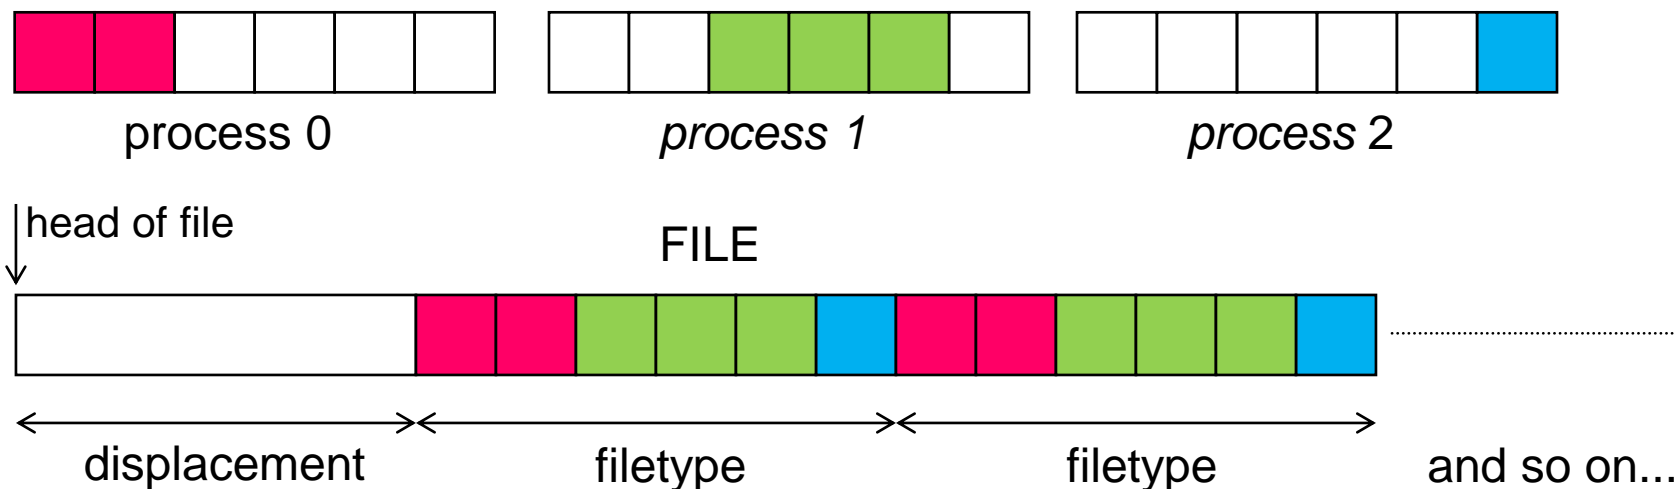 process 0 process 1 process 2
head of file
FILE
displacement filetype filetype and so on...